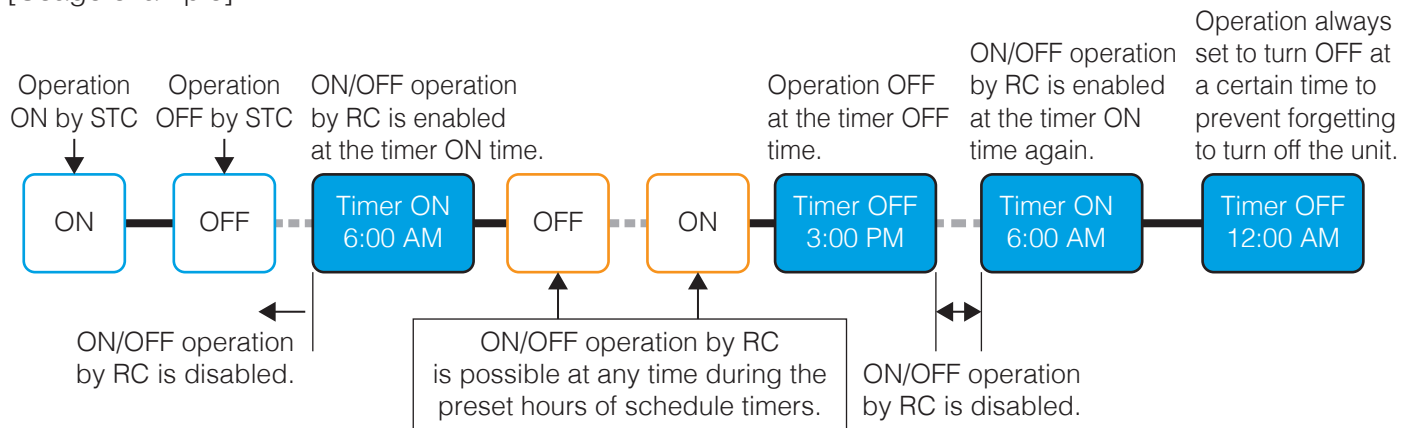 Operation
ON by STC
Operation
OFF by STC
ON/OFF operation
by RC is enabled
at the timer ON time.
Operation OFF
at the timer OFF
time.
ON/OFF operation
by RC is enabled
at the timer ON
time again.
Operation always
set to turn OFF at
a certain time to
prevent forgetting
to turn off the unit.
ON
OFF
Timer ON
6:00 AM
OFF
ON
Timer OFF
3:00 PM
Timer ON
6:00 AM
Timer OFF
12:00 AM
ON/OFF operation
by RC is disabled.
ON/OFF operation by RC
is possible at any time during the
preset hours of schedule timers.
ON/OFF operation
by RC is disabled.